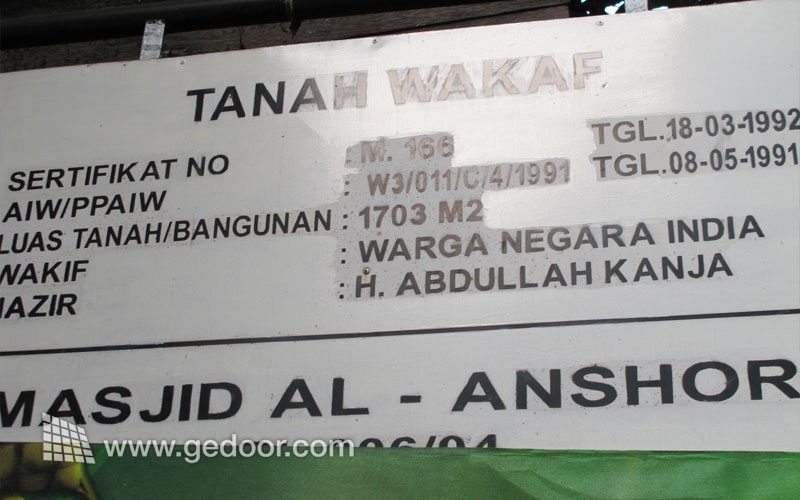 TANAH WAKAF
SERTIFIKAT NO : M. 166 TGL.18-03-1992
AIW/PPAIW : W3/011/C/4/1991 TGL.08-05-1991
LUAS TANAH/BANGUNAN : 1703 M2
WAKIF : WARGA NEGARA INDIA
NAZIR : H. ABDULLAH KANJA
MASJID AL - ANSHOR
www.gedoor.com